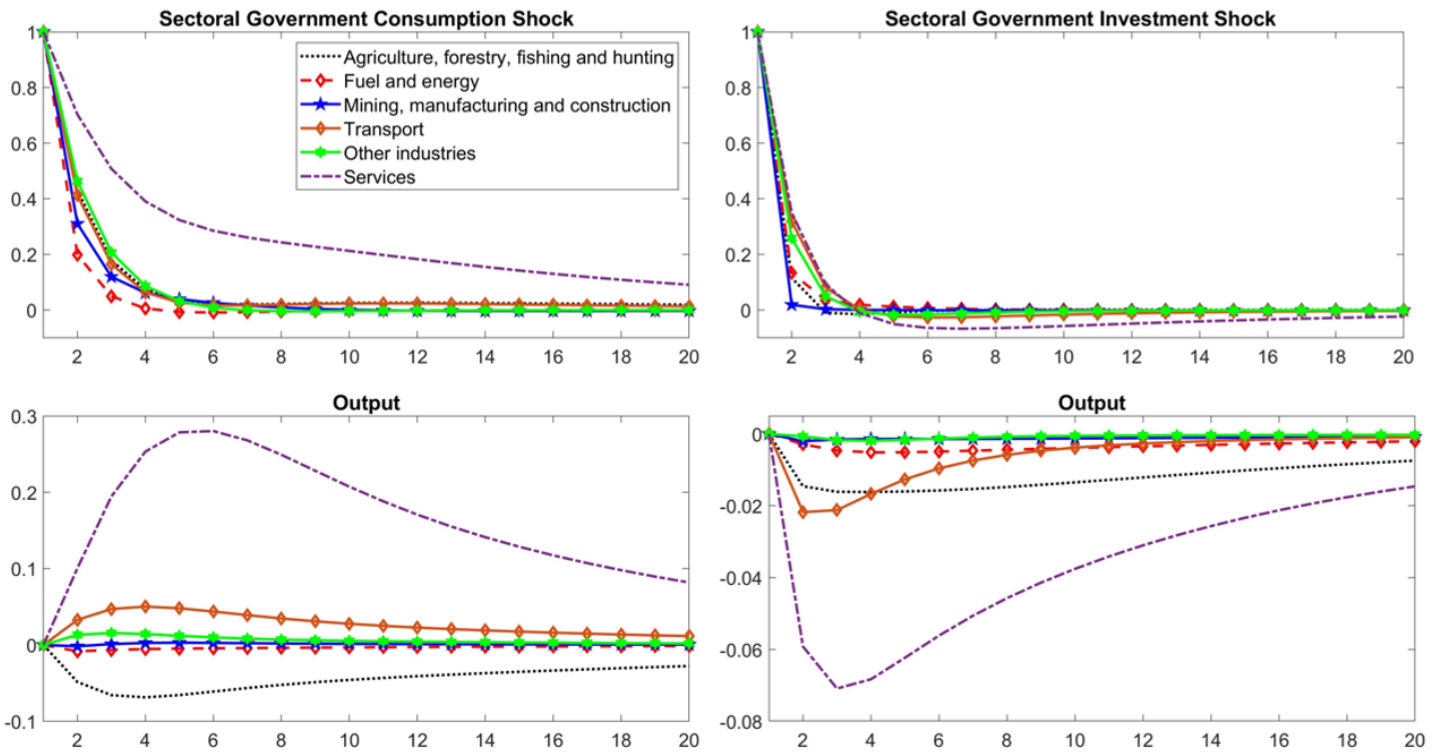 Sectoral Government Consumption Shock
1
0.8
0.6
0.4
0.2
0
Agriculture, forestry, fishing and hunting
Fuel and energy
Mining, manufacturing and construction
Transport
Other industries
Services
2 4 6 8 10 12 14 16 18 20
Sectoral Government Investment Shock
1
0.8
0.6
0.4
0.2
0
2 4 6 8 10 12 14 16 18 20
Output
0.3
0.2
0.1
0
-0.1
2 4 6 8 10 12 14 16 18 20
Output
0
-0.02
-0.04
-0.06
-0.08
2 4 6 8 10 12 14 16 18 20